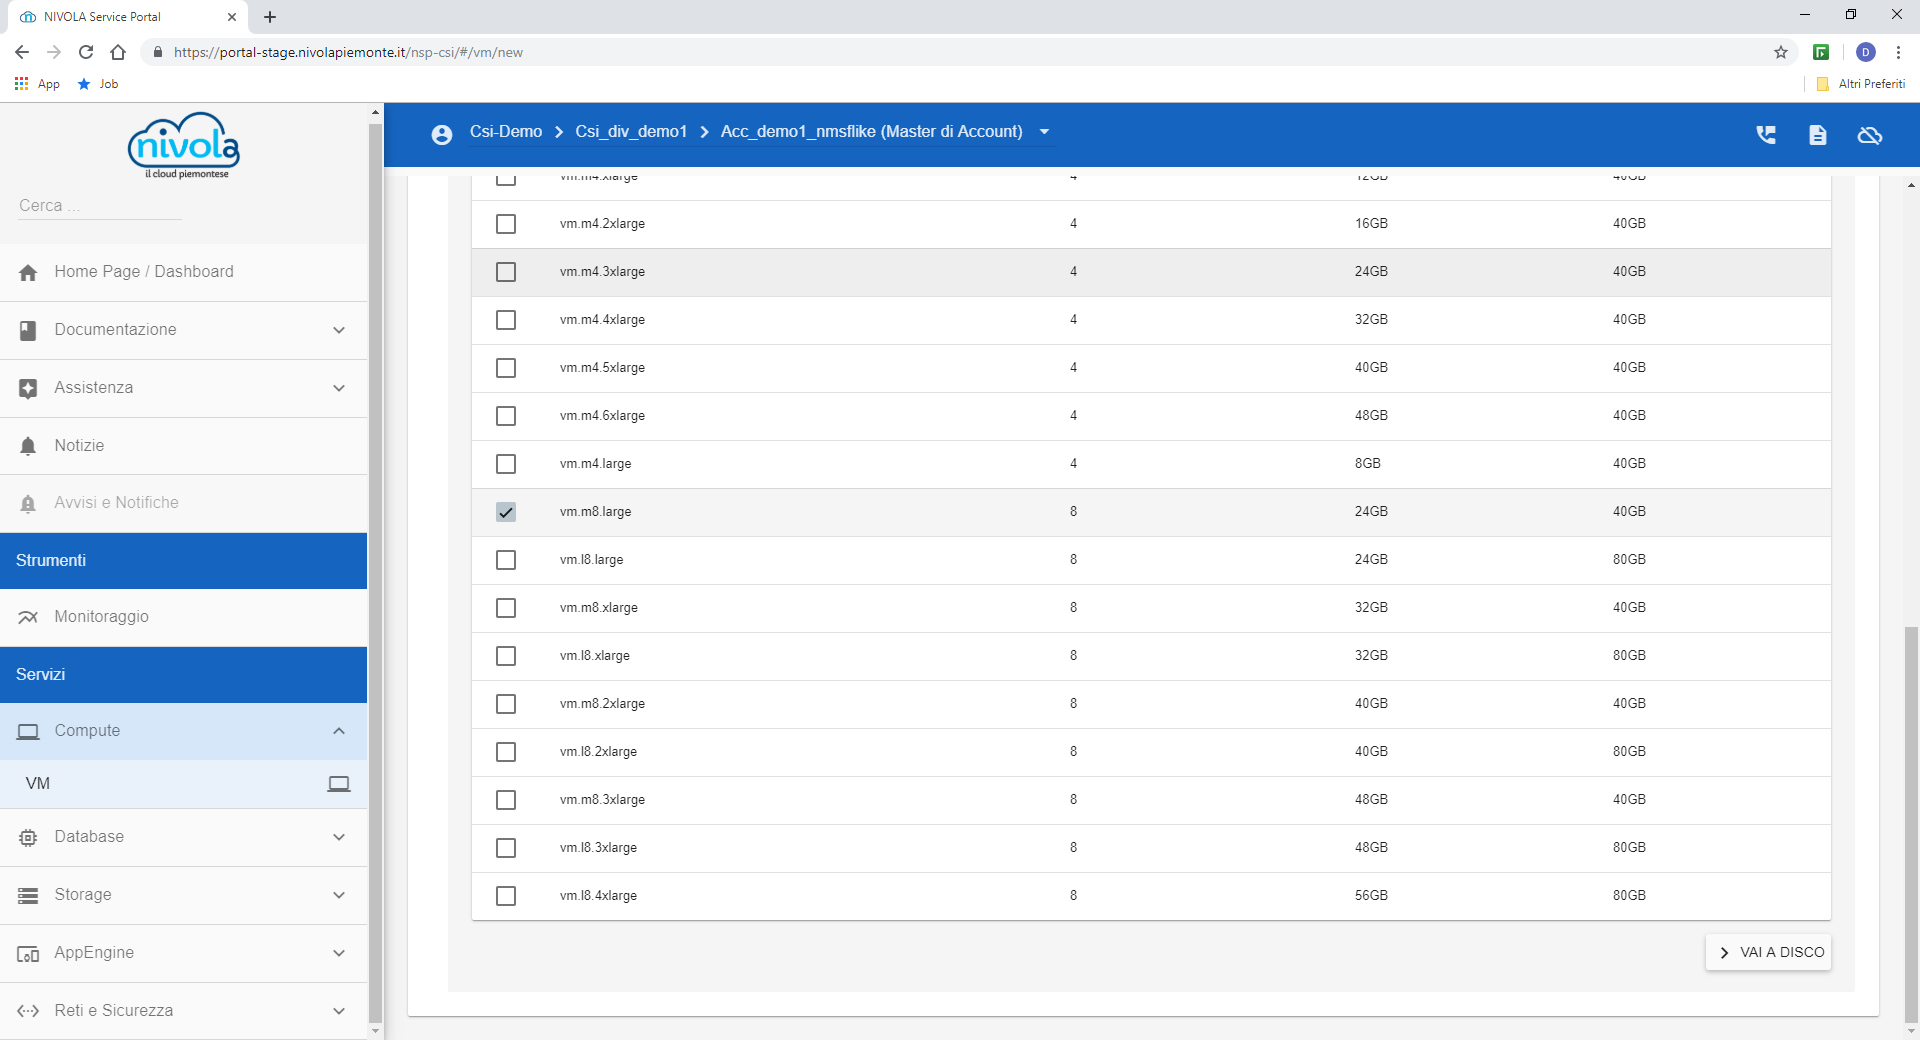 NIVOLA Service Portal
https://portal-stage.nivolapiemonte.it/nsp-csi/#/vm/new
D
App
Job
Altri Preferiti
nivola
il cloud piemontese
Cerca ...
Home Page / Dashboard
Documentazione
Assistenza
Notizie
Avvisi e Notifiche
Strumenti
Monitoraggio
Servizi
Compute
VM
Database
Storage
AppEngine
Reti e Sicurezza
Csi-Demo > Csi_div_demo1 > Acc_demo1_nmsflike (Master di Account)
vm.m4.xlarge 4 12GB 40GB
vm.m4.2xlarge 4 16GB 40GB
vm.m4.3xlarge 4 24GB 40GB
vm.m4.4xlarge 4 32GB 40GB
vm.m4.5xlarge 4 40GB 40GB
vm.m4.6xlarge 4 48GB 40GB
vm.m4.large 4 8GB 40GB
vm.m8.large 8 24GB 40GB
vm.l8.large 8 24GB 80GB
vm.m8.xlarge 8 32GB 40GB
vm.l8.xlarge 8 32GB 80GB
vm.m8.2xlarge 8 40GB 40GB
vm.l8.2xlarge 8 40GB 80GB
vm.m8.3xlarge 8 48GB 40GB
vm.l8.3xlarge 8 48GB 80GB
vm.l8.4xlarge 8 56GB 80GB
VAI A DISCO